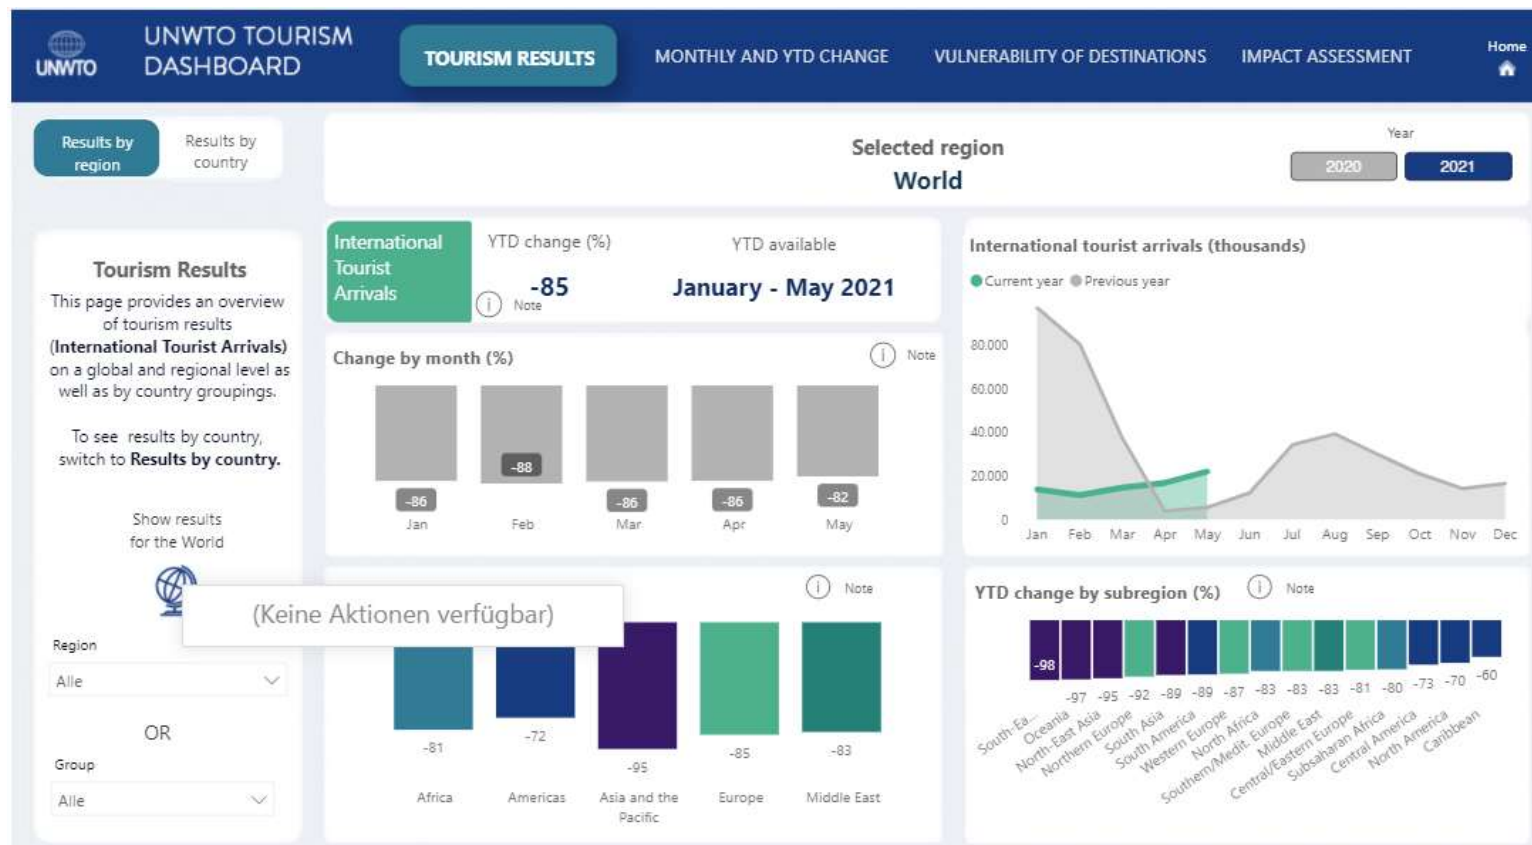 UNWTO
UNWTO TOURISM
DASHBOARD
TOURISM RESULTS
MONTHLY AND YTD CHANGE
VULNERABILITY OF DESTINATIONS
IMPACT ASSESSMENT
Home
Results by
region
Results by
country
Selected region
World
Year
2020
2021
Tourism Results
This page provides an overview
of tourism results
(International Tourist Arrivals)
on a global and regional level as
well as by country groupings.
To see results by country,
switch to Results by country.
Show results
for the World
(Keine Aktionen verfügbar)
Region
Alle
OR
Group
Alle
International
Tourist
Arrivals
YTD change (%)
-85
i Note
YTD available
January - May 2021
Change by month (%)
i Note
-86 -88 -86 -86 -82
Jan Feb Mar Apr May
International tourist arrivals (thousands)
Current year Previous year
80.000
60.000
40.000
20.000
0
Jan Feb Mar Apr May Jun Jul Aug Sep Oct Nov Dec
i Note
-81 -72 -95 -85 -83
Africa Americas Asia and the Pacific Europe Middle East
YTD change by subregion (%)
i Note
-98 -97 -95 -92 -89 -89 -87 -83 -83 -83 -81 -80 -73 -70 -60
South-Ea...
Oceania
North-East Asia
Northern Europe
South Asia
South America
Western Europe
North Africa
Southern/Medit. Europe
Middle East
Central/Eastern Europe
Subsaharan Africa
Central America
North America
Caribbean